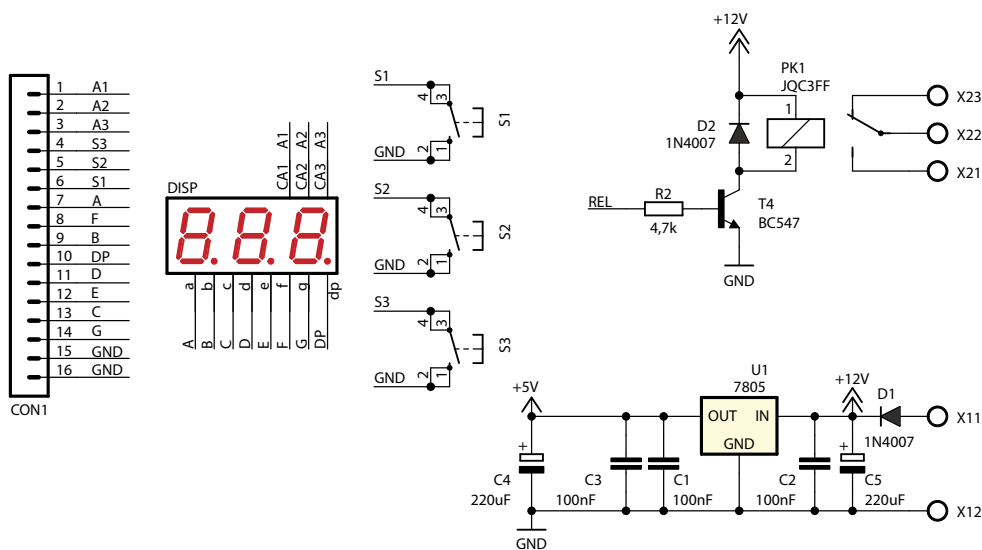 CON1
1 A1
2 A2
3 A3
4 S3
5 S2
6 S1
7 A
8 F
9 B
10 DP
11 D
12 E
13 C
14 G
15 GND
16 GND
DISP
CA1 A1
CA2 A2
CA3 A3
8.8.8.
a b c d e f g dp
A B C D E F G DP
S1
4 3
S1
2 1
GND
S2
4 3
S2
2 1
GND
S3
4 3
S3
2 1
GND
+12V
PK1
JQC3FF
1
2
D2
1N4007
REL
R2
4,7k
T4
BC547
GND
X23
X22
X21
+5V
U1
7805
OUT IN
GND
+12V
D1
1N4007
X11
X12
+
C4
220uF
C3
100nF
C1
100nF
C2
100nF
+
C5
220uF
GND